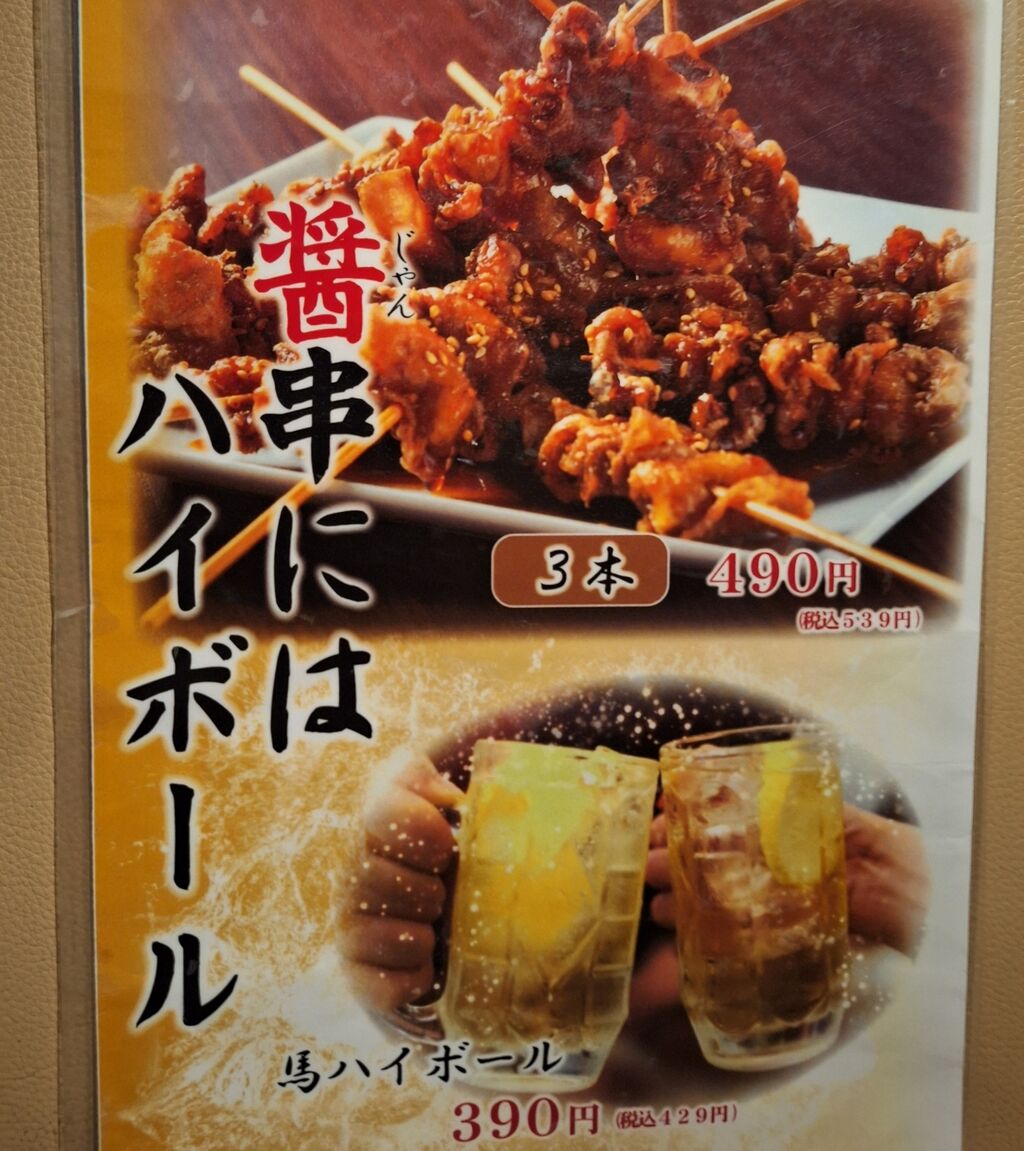 醤串には
じゃん
ハイボール
3本
490円
(税込539円)
馬ハイボール
390円(税込429円)